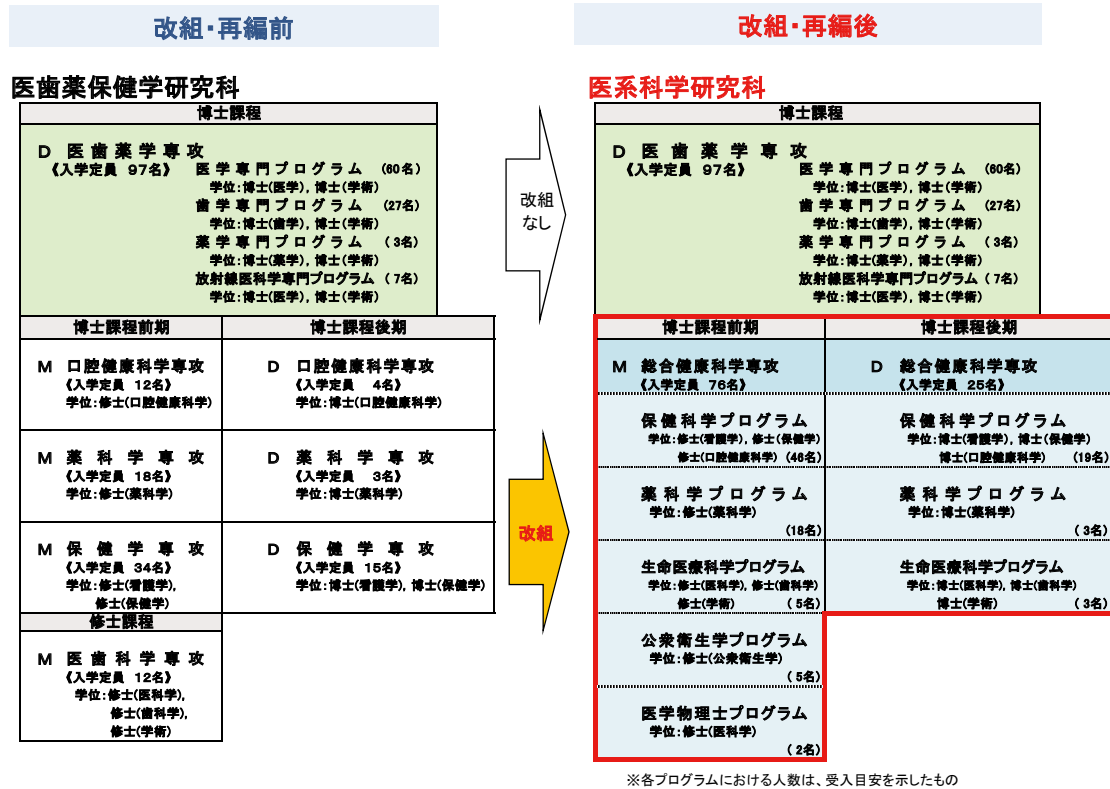 改組・再編前
医歯薬保健学研究科
博士課程
D 医歯薬学専攻
《入学定員 97名》 医学専門プログラム (60名)
学位:博士(医学), 博士(学術)
歯学専門プログラム (27名)
学位:博士(歯学), 博士(学術)
薬学専門プログラム ( 3名)
学位:博士(薬学), 博士(学術)
放射線医科学専門プログラム ( 7名)
学位:博士(医学), 博士(学術)
博士課程前期 博士課程後期
M 口腔健康科学専攻
《入学定員 12名》
学位:修士(口腔健康科学)
D 口腔健康科学専攻
《入学定員 4名》
学位:博士(口腔健康科学)
M 薬科学専攻
《入学定員 18名》
学位:修士(薬科学)
D 薬科学専攻
《入学定員 3名》
学位:博士(薬科学)
M 保健学専攻
《入学定員 34名》
学位:修士(看護学),
修士(保健学)
D 保健学専攻
《入学定員 15名》
学位:博士(看護学), 博士(保健学)
修士課程
M 医歯科学専攻
《入学定員 12名》
学位:修士(医科学),
修士(歯科学),
修士(学術)
改組
なし
改組
改組・再編後
医系科学研究科
博士課程
D 医歯薬学専攻
《入学定員 97名》 医学専門プログラム (60名)
学位:博士(医学), 博士(学術)
歯学専門プログラム (27名)
学位:博士(歯学), 博士(学術)
薬学専門プログラム ( 3名)
学位:博士(薬学), 博士(学術)
放射線医科学専門プログラム ( 7名)
学位:博士(医学), 博士(学術)
博士課程前期 博士課程後期
M 総合健康科学専攻
《入学定員 76名》
D 総合健康科学専攻
《入学定員 25名》
保健科学プログラム
学位:修士(看護学), 修士(保健学)
修士(口腔健康科学) (46名)
保健科学プログラム
学位:博士(看護学), 博士(保健学)
博士(口腔健康科学) (19名)
薬科学プログラム
学位:修士(薬科学)
(18名)
薬科学プログラム
学位:博士(薬科学)
( 3名)
生命医療科学プログラム
学位:修士(医科学), 修士(歯科学)
修士(学術) ( 5名)
生命医療科学プログラム
学位:博士(医科学), 博士(歯科学)
博士(学術) ( 3名)
公衆衛生学プログラム
学位:修士(公衆衛生学)
( 5名)
医学物理士プログラム
学位:修士(医科学)
( 2名)
※各プログラムにおける人数は、受入目安を示したもの